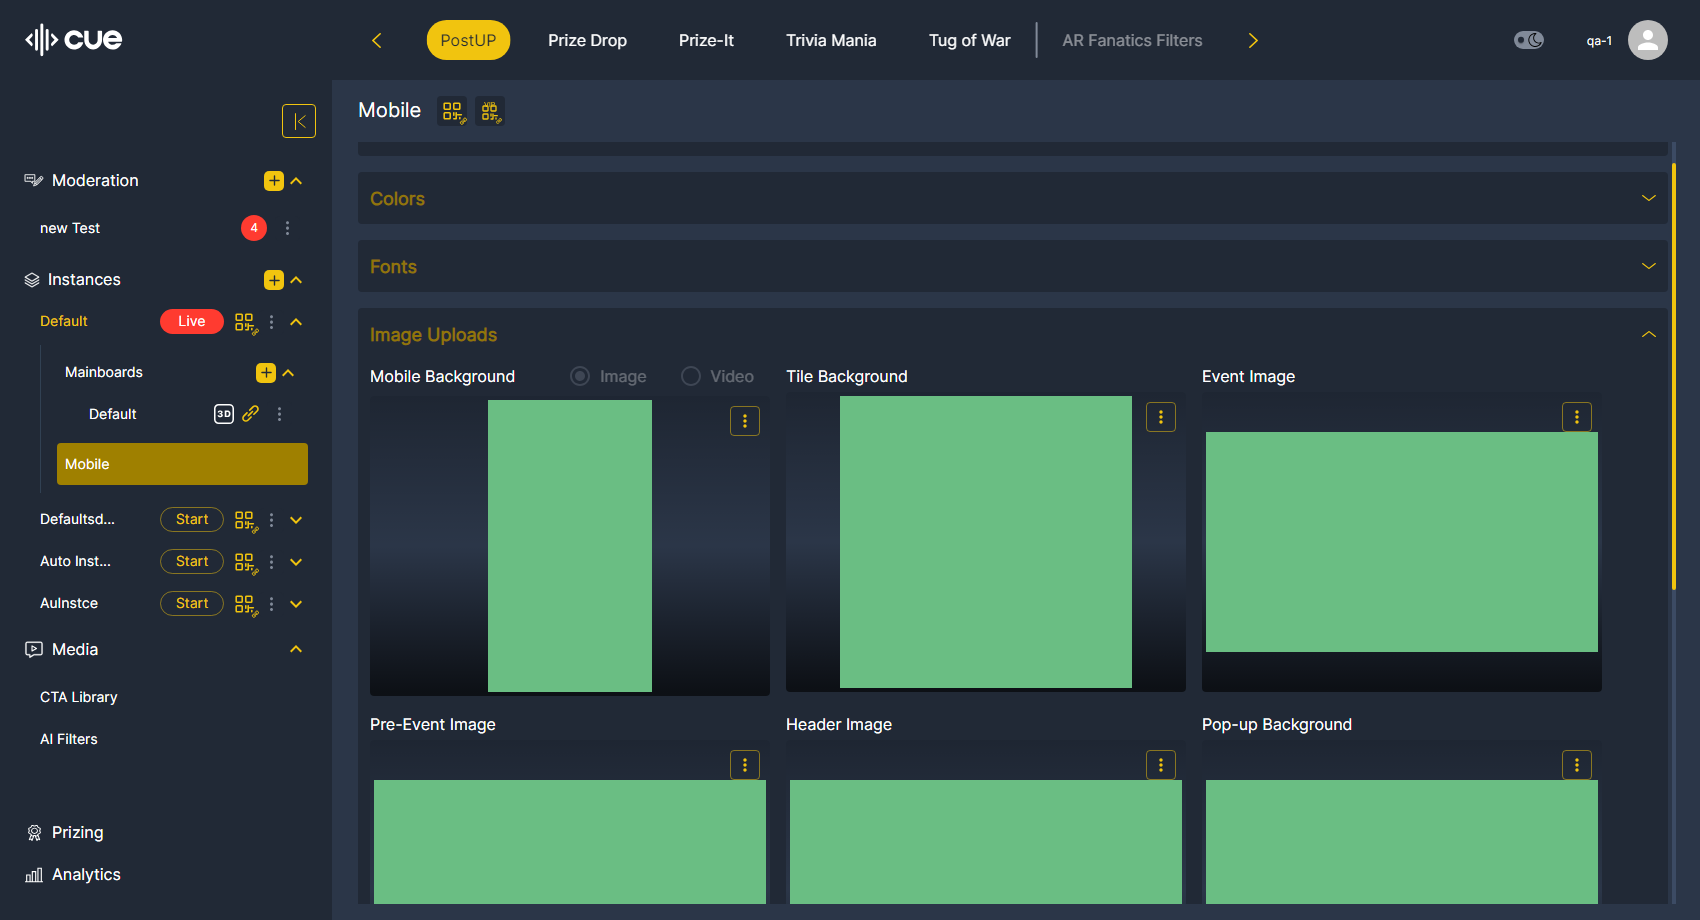 cue
PostUP
Prize Drop
Prize-It
Trivia Mania
Tug of War
AR Fanatics Filters
qa-1
Mobile
VIP
Moderation
new Test
4
Instances
Default
Live
Mainboards
Default
3D
Mobile
Defaultsd...
Start
Auto Inst...
Start
AuInstce
Start
Media
CTA Library
AI Filters
Prizing
Analytics
Colors
Fonts
Image Uploads
Mobile Background
Image
Video
Tile Background
Event Image
Pre-Event Image
Header Image
Pop-up Background